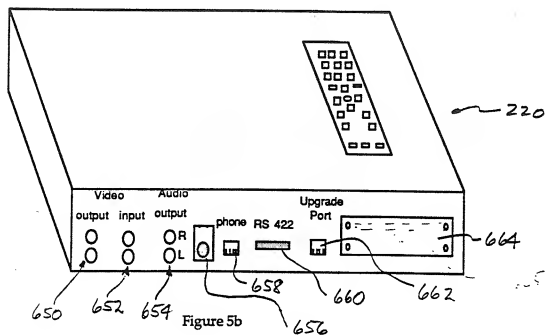 220
Video Audio
output input output phone RS 422 Upgrade Port
R
L
664
650 652 654 Figure 5b 656 658 660 662